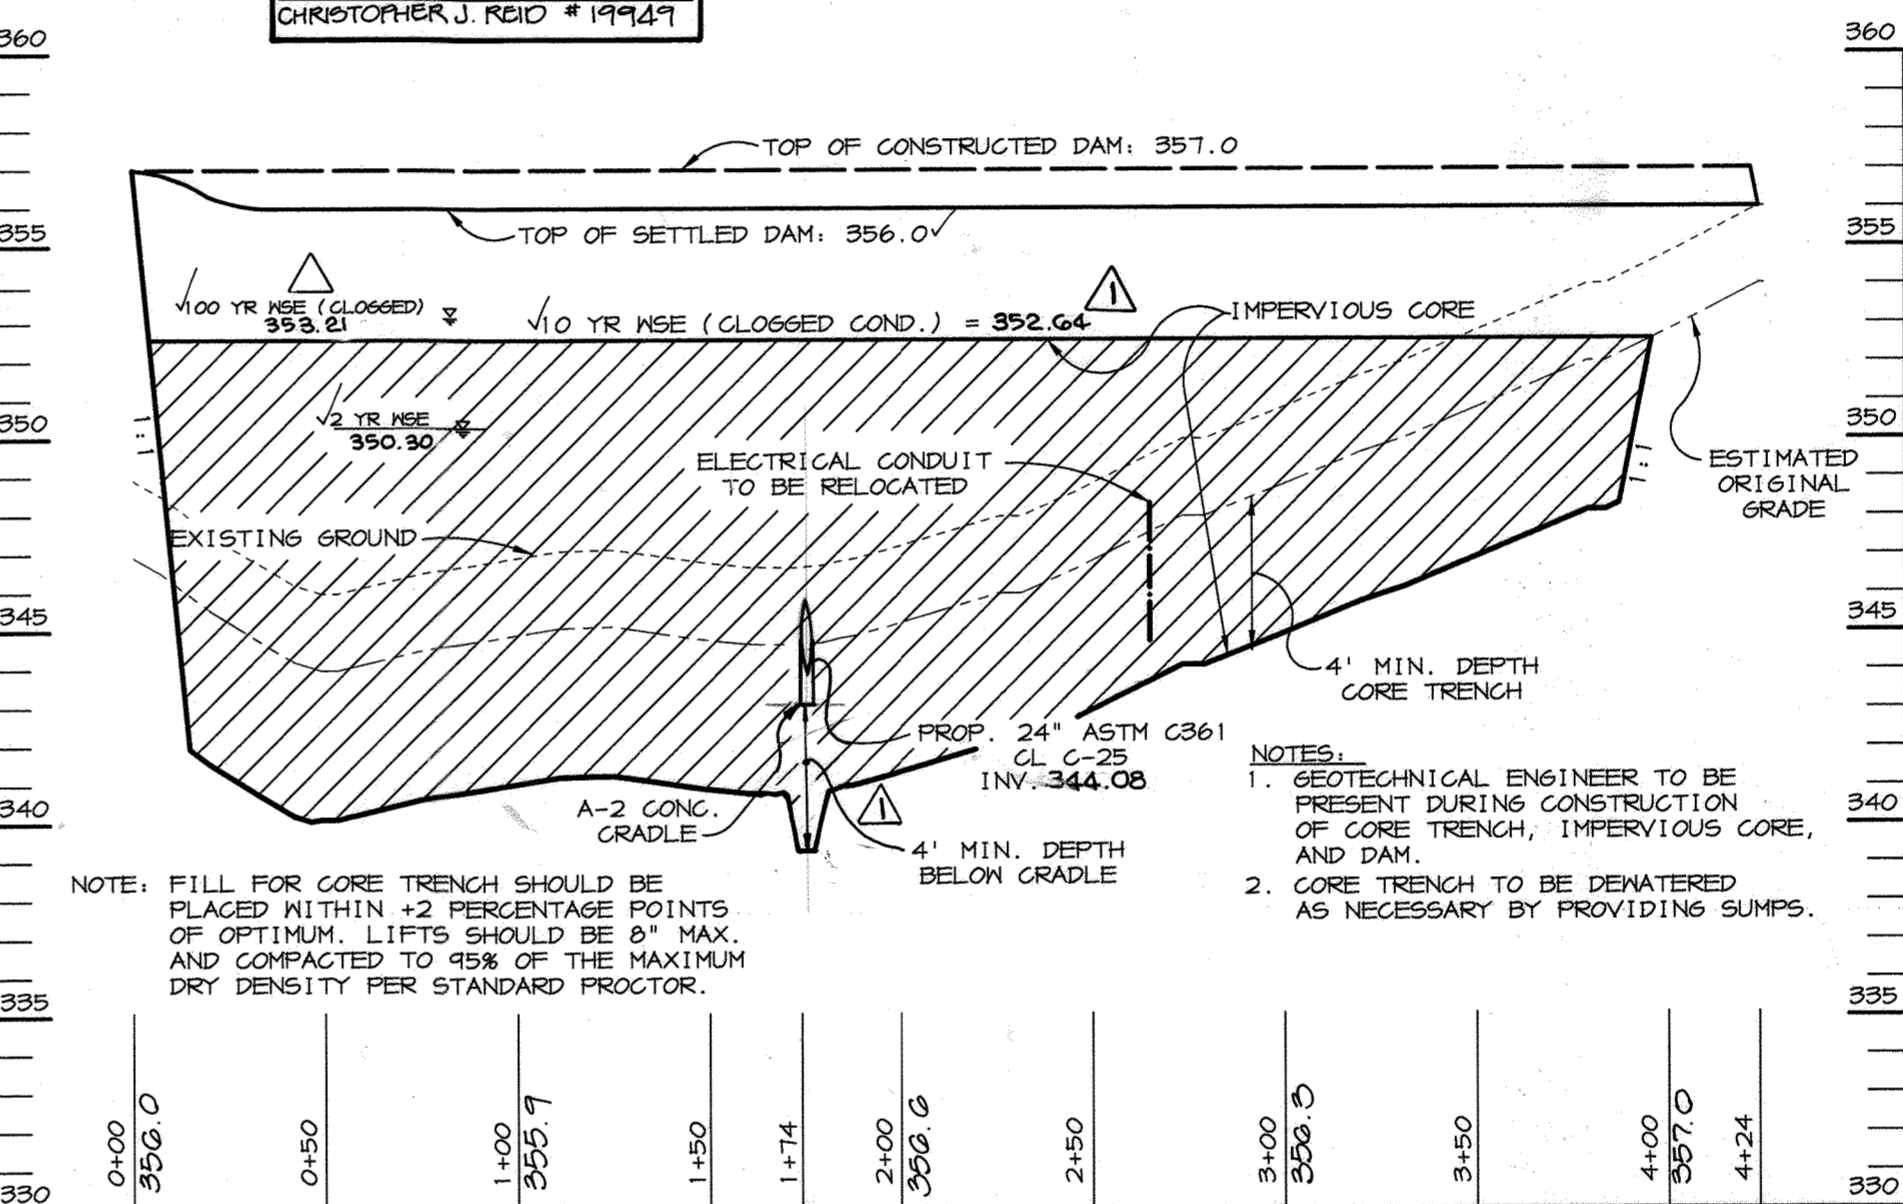 CHRISTOPHER J. REID # 19949
360
360
TOP OF CONSTRUCTED DAM: 357.0
TOP OF SETTLED DAM: 356.0√
355
355
√100 YR WSE (CLOGGED)
353.21
√10 YR WSE (CLOGGED COND.) = 352.64
1
IMPERVIOUS CORE
√2 YR WSE
350.30
350
350
ELECTRICAL CONDUIT
TO BE RELOCATED
ESTIMATED
ORIGINAL
GRADE
EXISTING GROUND
345
345
4' MIN. DEPTH
CORE TRENCH
PROP. 24" ASTM C361
CL C-25
INV. 344.08
A-2 CONC.
CRADLE
1
4' MIN. DEPTH
BELOW CRADLE
340
340
NOTES:
1. GEOTECHNICAL ENGINEER TO BE
PRESENT DURING CONSTRUCTION
OF CORE TRENCH, IMPERVIOUS CORE,
AND DAM.
2. CORE TRENCH TO BE DEWATERED
AS NECESSARY BY PROVIDING SUMPS.
NOTE: FILL FOR CORE TRENCH SHOULD BE
PLACED WITHIN +2 PERCENTAGE POINTS
OF OPTIMUM. LIFTS SHOULD BE 8" MAX.
AND COMPACTED TO 95% OF THE MAXIMUM
DRY DENSITY PER STANDARD PROCTOR.
335
335
0+00
356.0
0+50
1+00
355.9
1+50
1+74
2+00
356.6
2+50
3+00
356.3
3+50
4+00
357.0
4+24
330
330